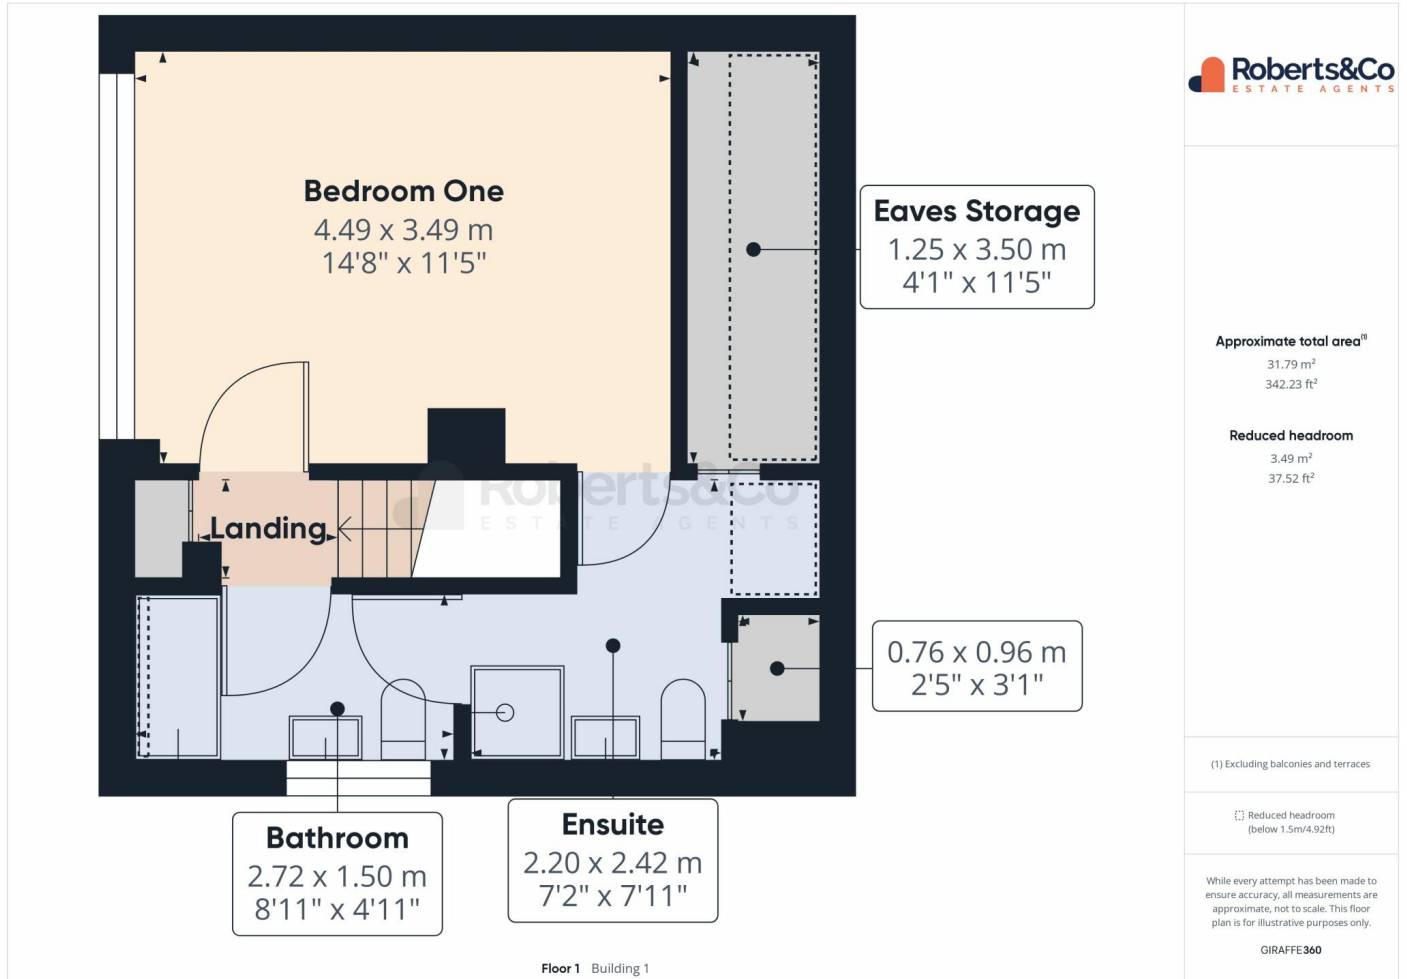 Bedroom One
4.49 x 3.49 m
14'8" x 11'5"
Eaves Storage
1.25 x 3.50 m
4'1" x 11'5"
Landing
Roberts&Co
ESTATE AGENTS
0.76 x 0.96 m
2'5" x 3'1"
Bathroom
2.72 x 1.50 m
8'11" x 4'11"
Ensuite
2.20 x 2.42 m
7'2" x 7'11"
Floor 1 Building 1
Roberts&Co
ESTATE AGENTS
Approximate total area(1)
31.79 m²
342.23 ft²
Reduced headroom
3.49 m²
37.52 ft²
(1) Excluding balconies and terraces
Reduced headroom
(below 1.5m/4.92ft)
While every attempt has been made to
ensure accuracy, all measurements are
approximate, not to scale. This floor
plan is for illustrative purposes only.
GIRAFFE360